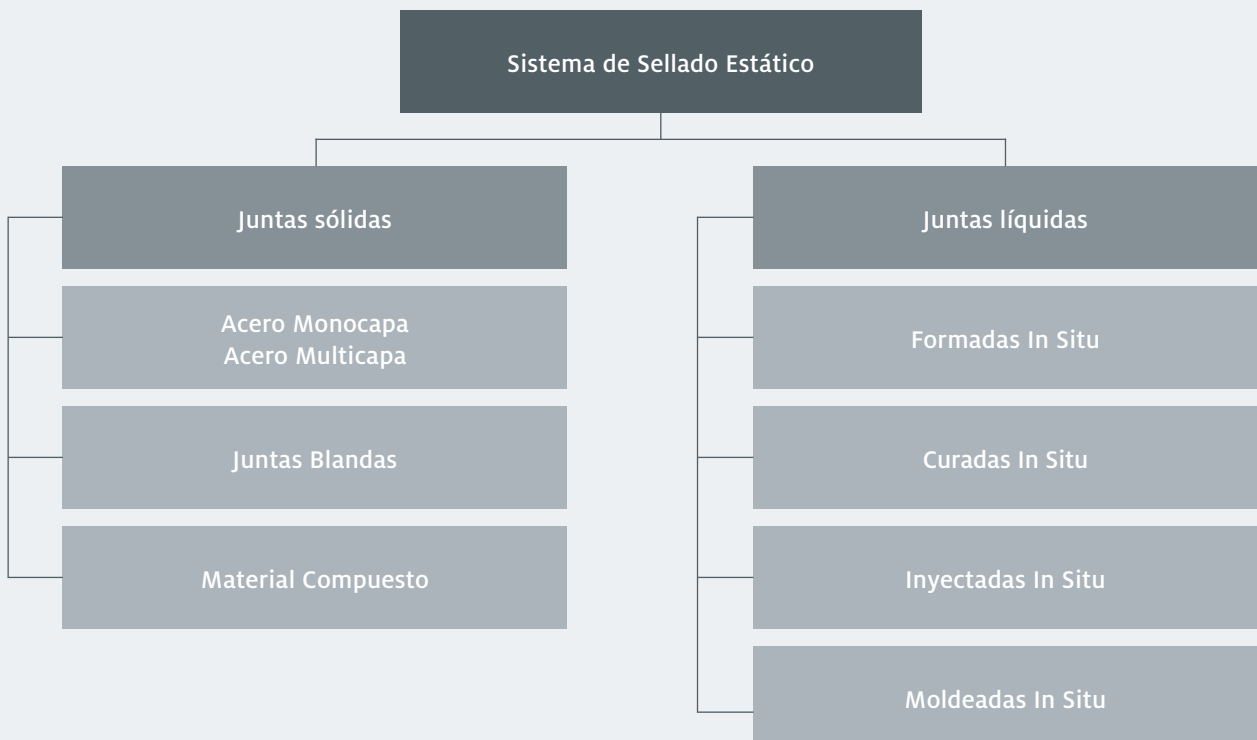 Sistema de Sellado Estático
Juntas sólidas
Acero Monocapa
Acero Multicapa
Juntas Blandas
Material Compuesto
Juntas líquidas
Formadas In Situ
Curadas In Situ
Inyectadas In Situ
Moldeadas In Situ